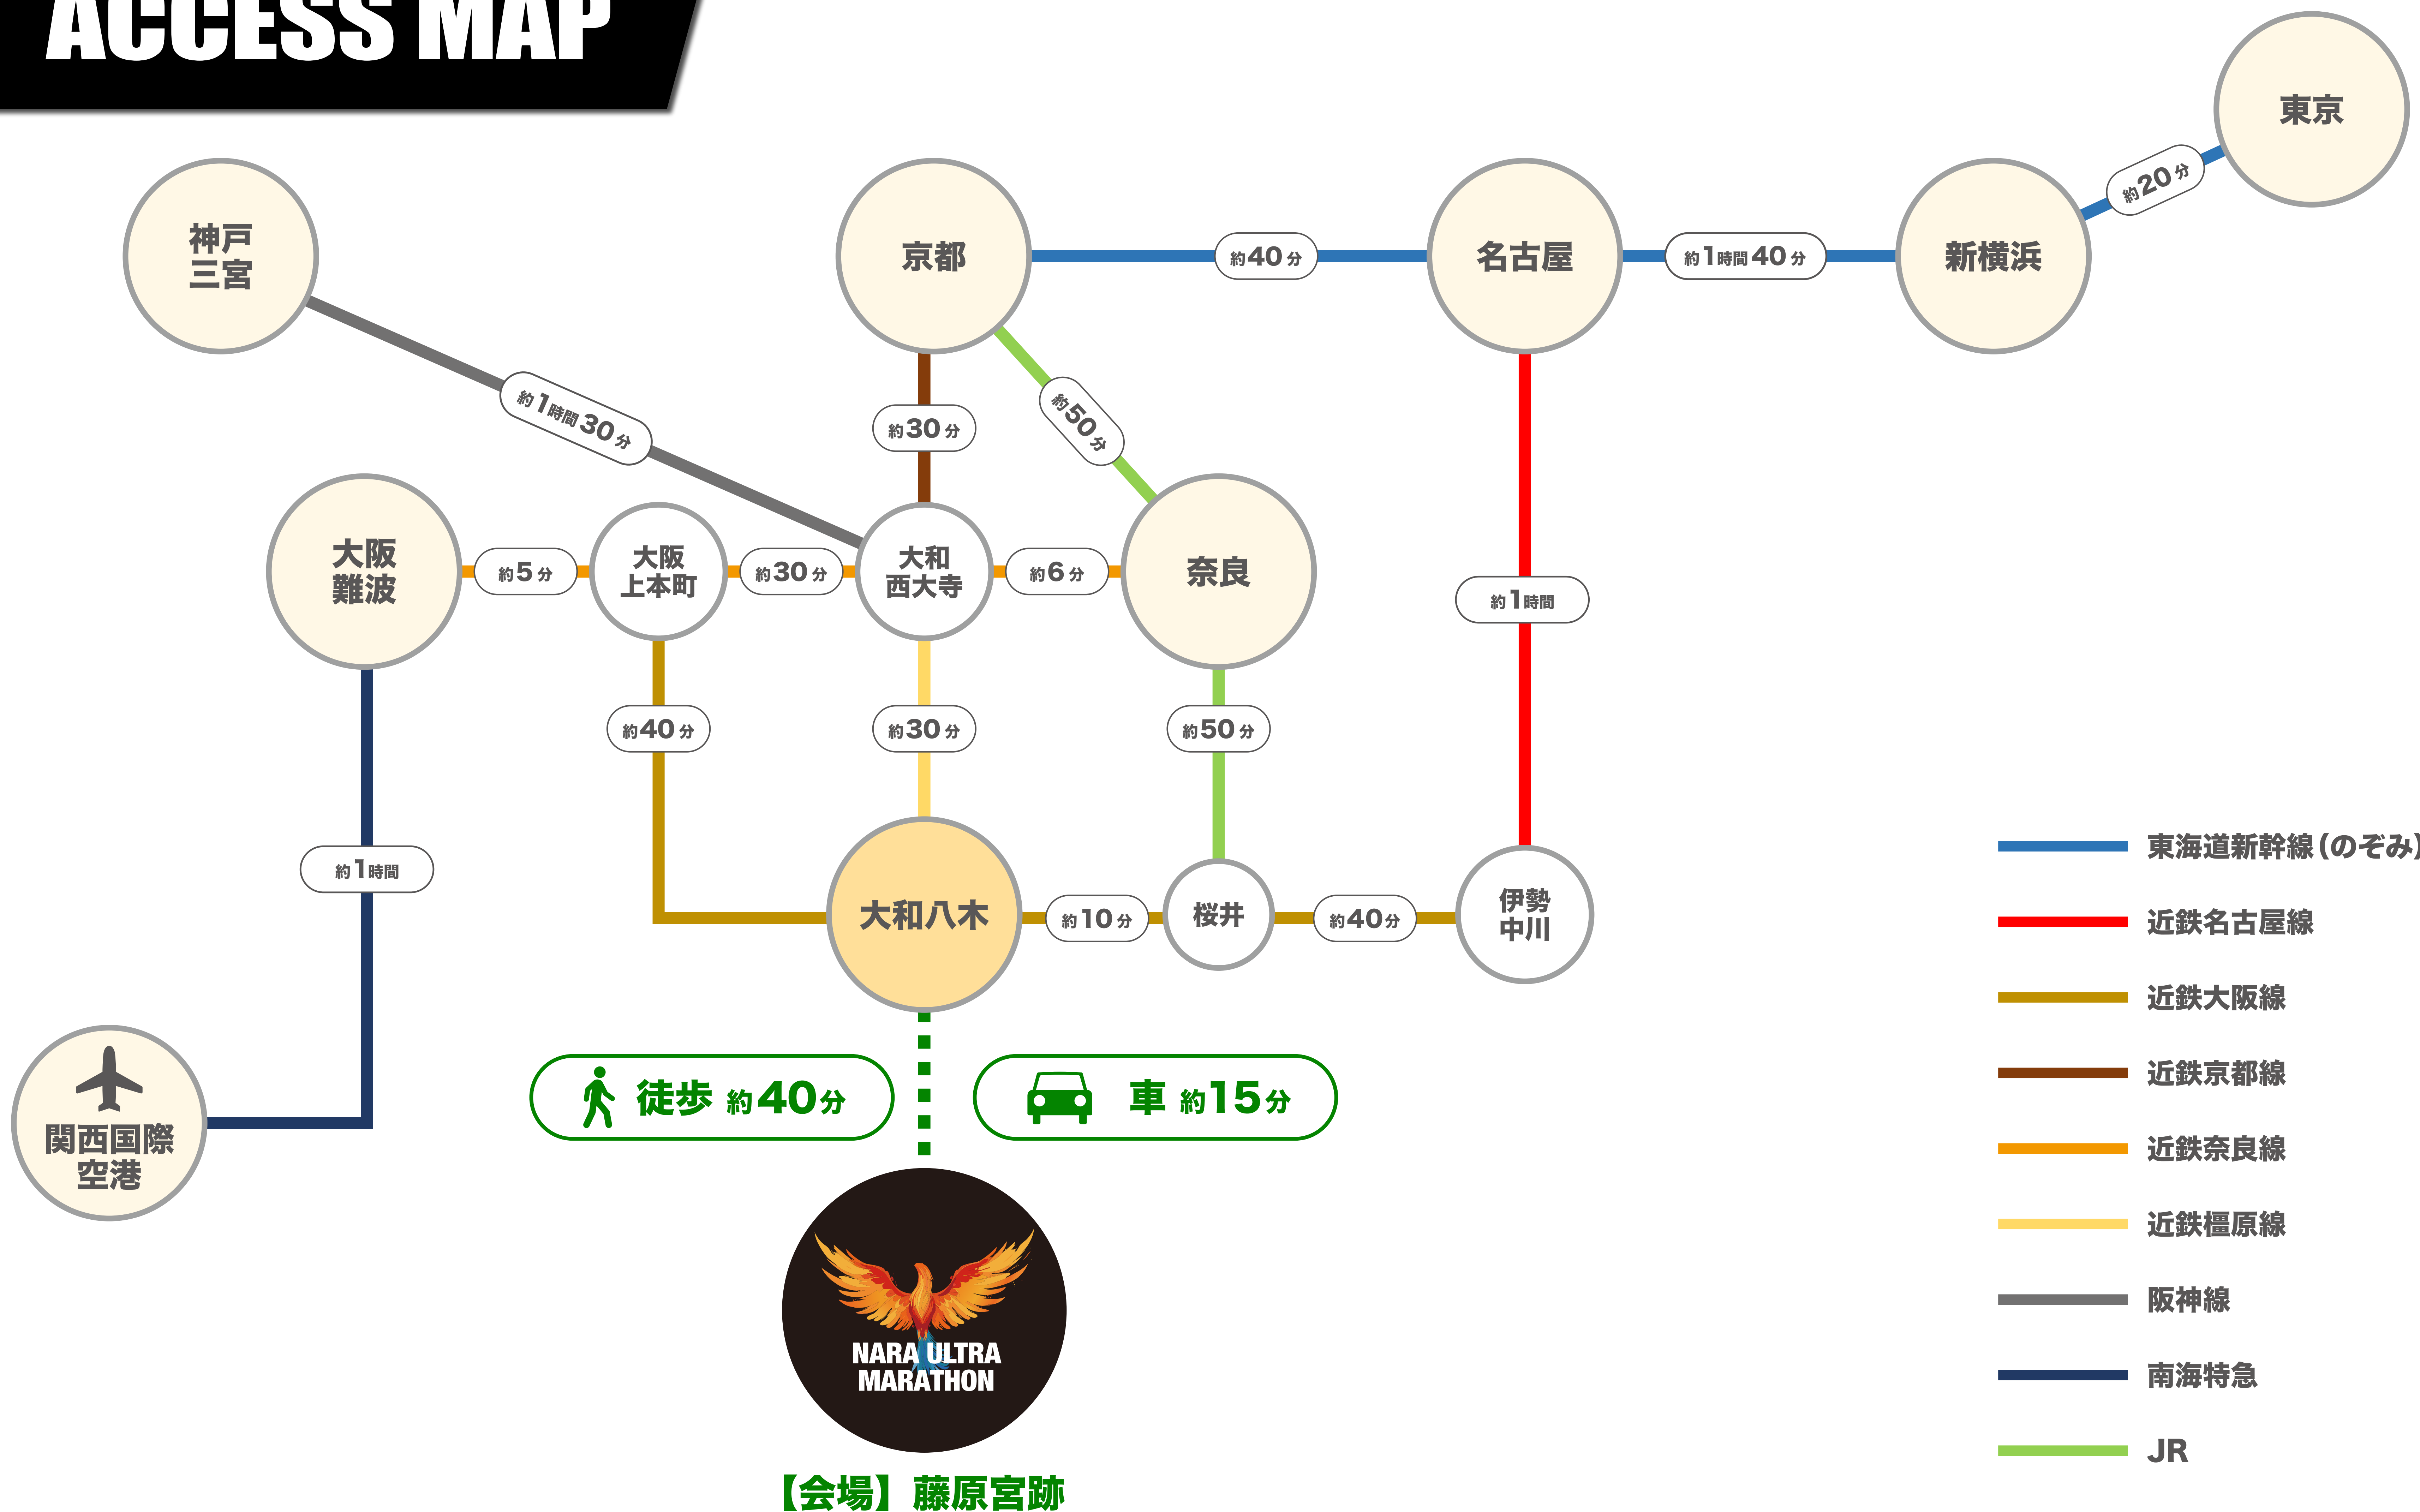 ACCESS MAP
東京
約20分
神戸
三宮
京都
約40分
名古屋
約1時間40分
新横浜
約1時間30分
約30分
約50分
大阪
難波
約5分
大阪
上本町
約30分
大和
西大寺
約6分
奈良
約1時間
約40分
約30分
約50分
約1時間
大和八木
約10分
桜井
約40分
伊勢
中川
関西国際
空港
徒歩 約40分
車 約15分
NARA ULTRA
MARATHON
【会場】藤原宮跡
東海道新幹線(のぞみ)
近鉄名古屋線
近鉄大阪線
近鉄京都線
近鉄奈良線
近鉄橿原線
阪神線
南海特急
JR